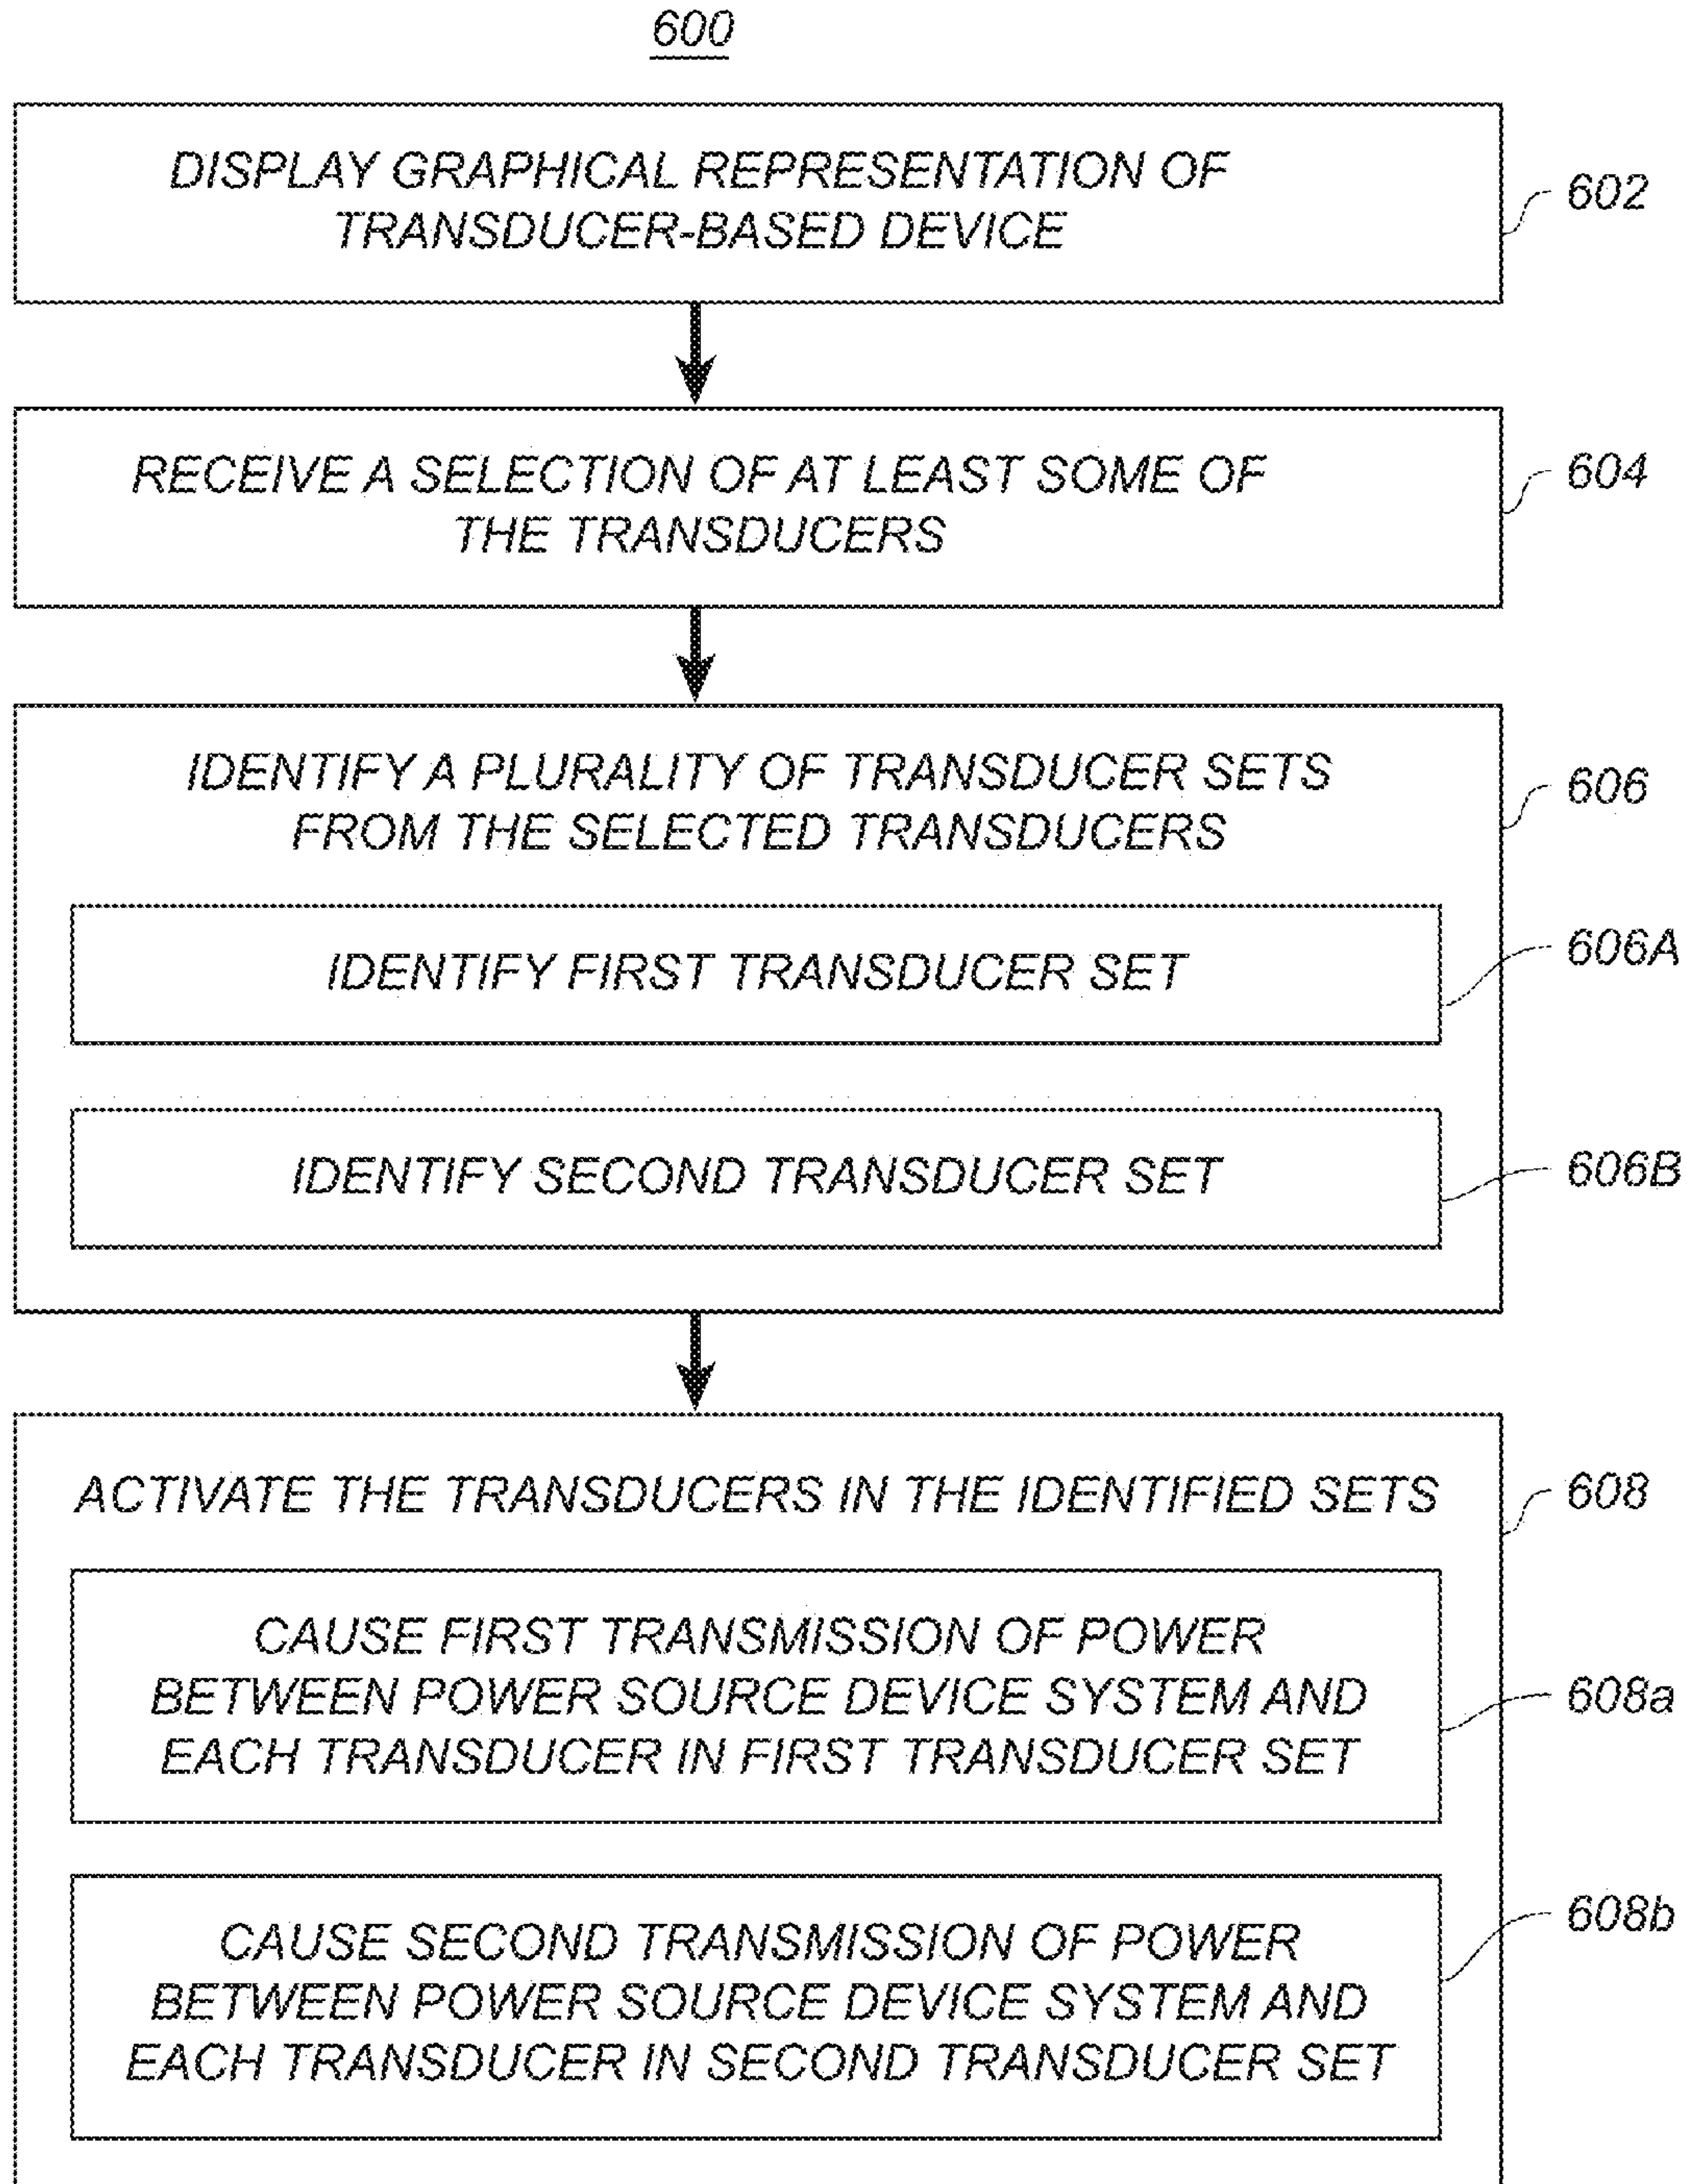 600
DISPLAY GRAPHICAL REPRESENTATION OF
TRANSDUCER-BASED DEVICE
602
RECEIVE A SELECTION OF AT LEAST SOME OF
THE TRANSDUCERS
604
IDENTIFY A PLURALITY OF TRANSDUCER SETS
FROM THE SELECTED TRANSDUCERS
606
IDENTIFY FIRST TRANSDUCER SET
606A
IDENTIFY SECOND TRANSDUCER SET
606B
ACTIVATE THE TRANSDUCERS IN THE IDENTIFIED SETS
608
CAUSE FIRST TRANSMISSION OF POWER
BETWEEN POWER SOURCE DEVICE SYSTEM AND
EACH TRANSDUCER IN FIRST TRANSDUCER SET
608a
CAUSE SECOND TRANSMISSION OF POWER
BETWEEN POWER SOURCE DEVICE SYSTEM AND
EACH TRANSDUCER IN SECOND TRANSDUCER SET
608b